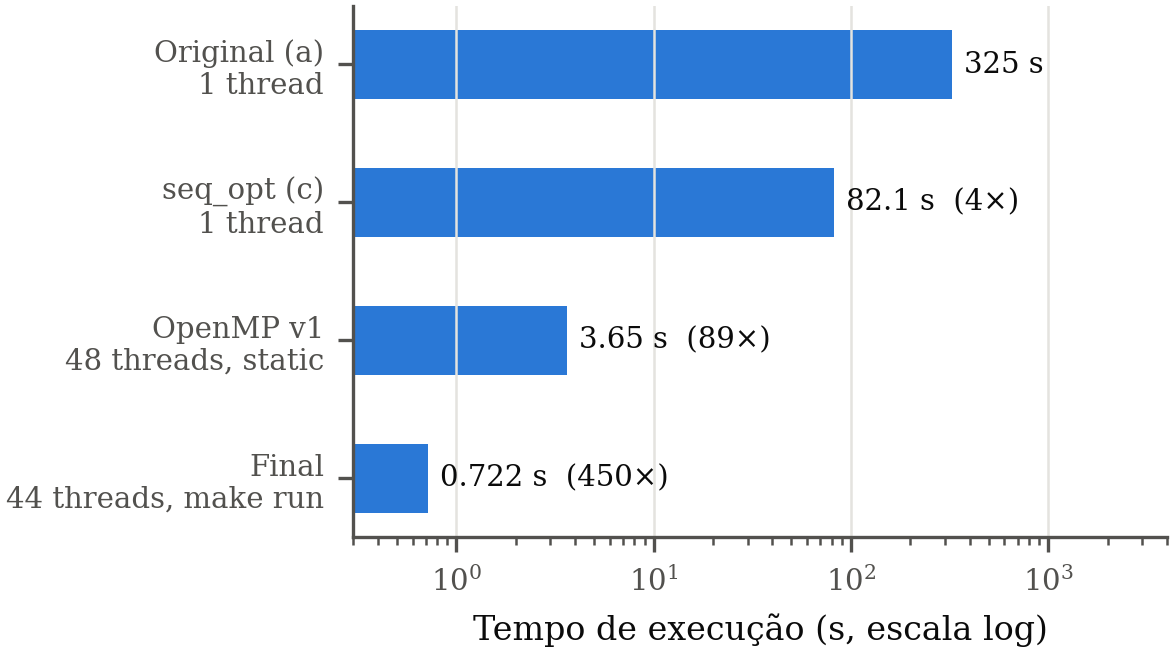 Original (a)
1 thread
325 s
seq_opt (c)
1 thread
82.1 s (4×)
OpenMP v1
48 threads, static
3.65 s (89×)
Final
44 threads, make run
0.722 s (450×)
10⁰ 10¹ 10² 10³
Tempo de execução (s, escala log)